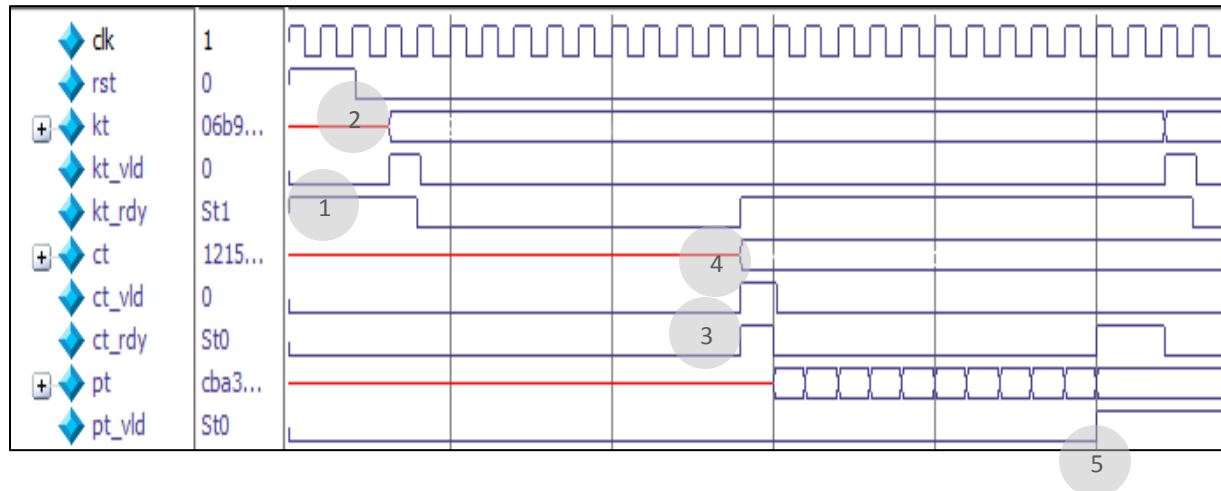 clk 1
rst 0
kt 06b9... 2
kt_vld 0
kt_rdy St1 1
ct 1215... 4
ct_vld 0
ct_rdy St0 3
pt cba3...
pt_vld St0
5